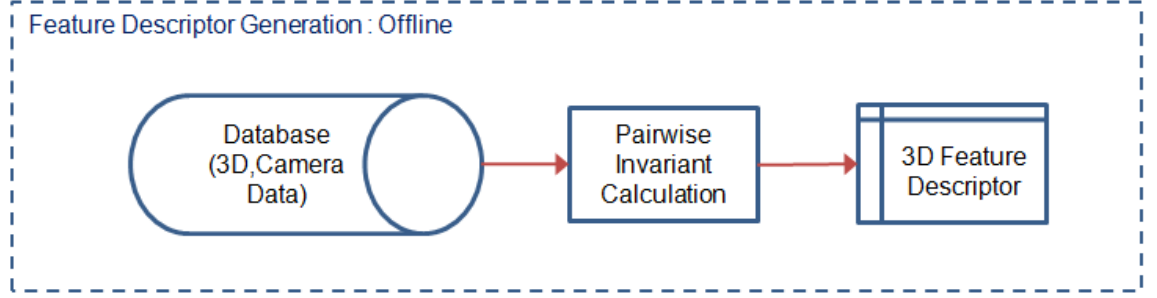 Feature Descriptor Generation : Offline
Database
(3D,Camera
Data)
Pairwise
Invariant
Calculation
3D Feature
Descriptor